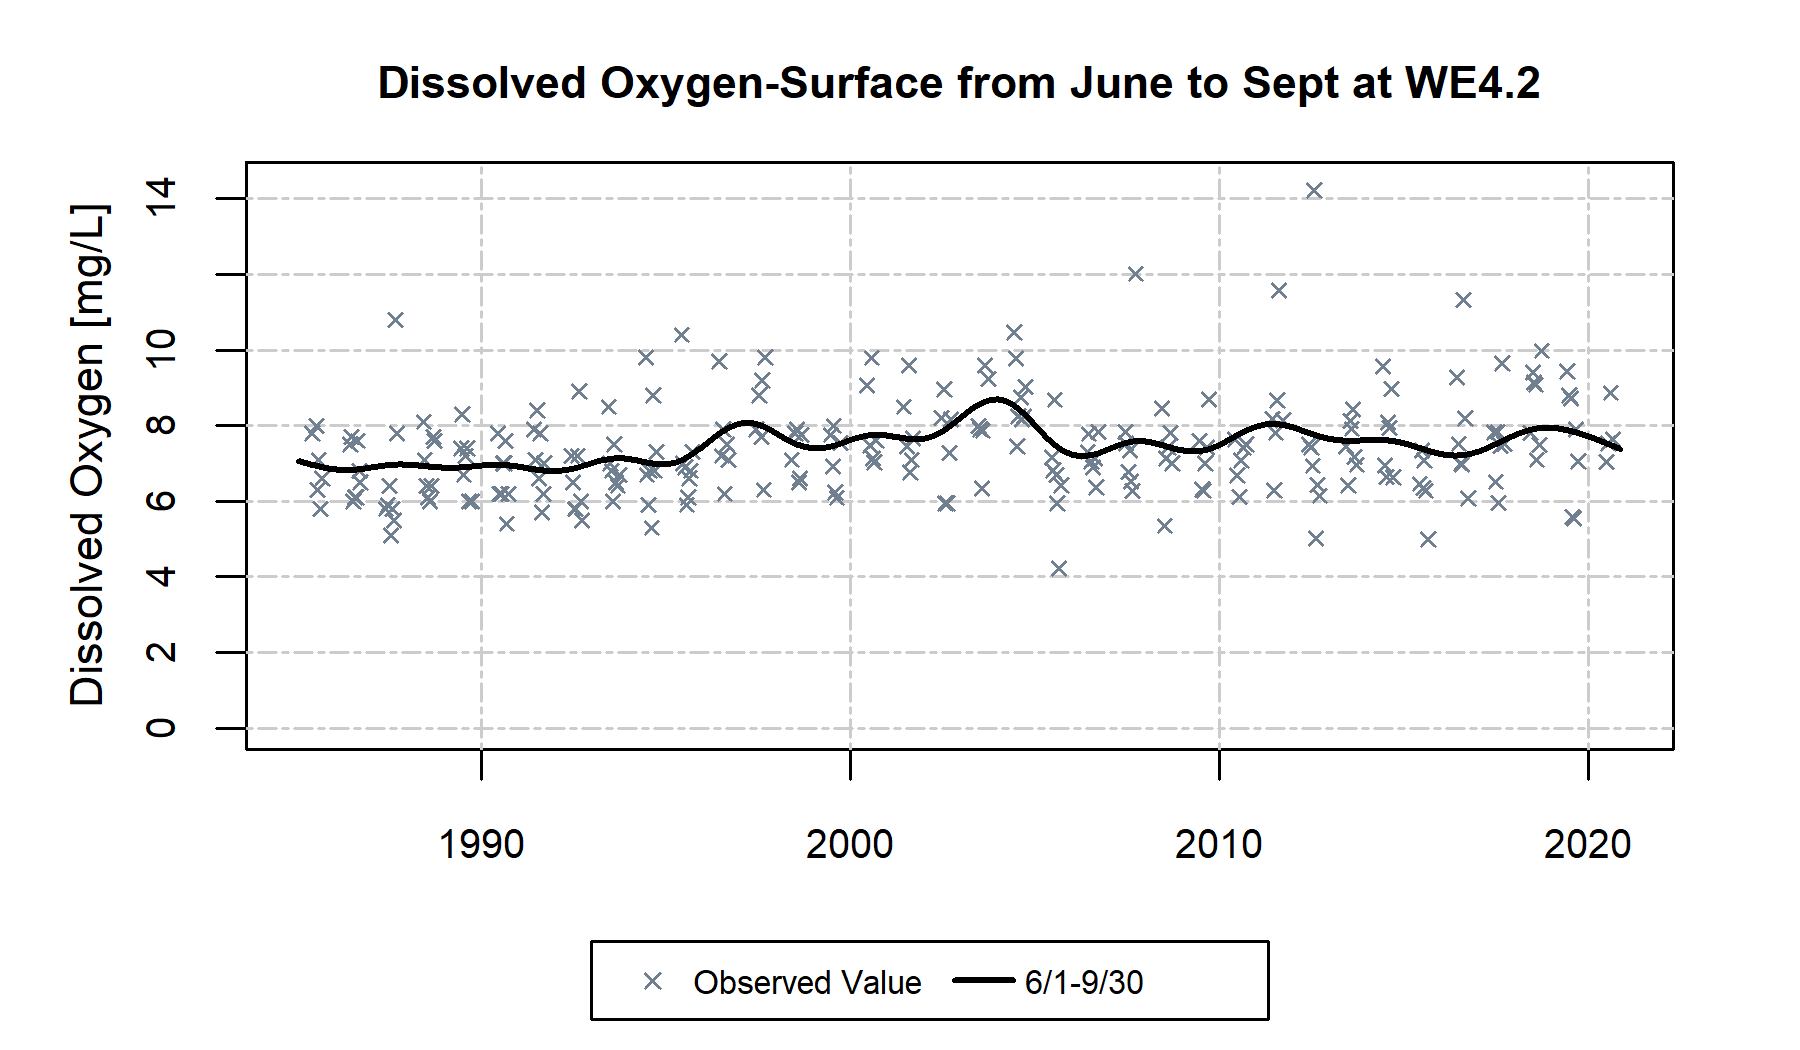 Dissolved Oxygen-Surface from June to Sept at WE4.2
Dissolved Oxygen [mg/L]
14
10
8
6
4
2
0
1990 2000 2010 2020
Observed Value 6/1-9/30